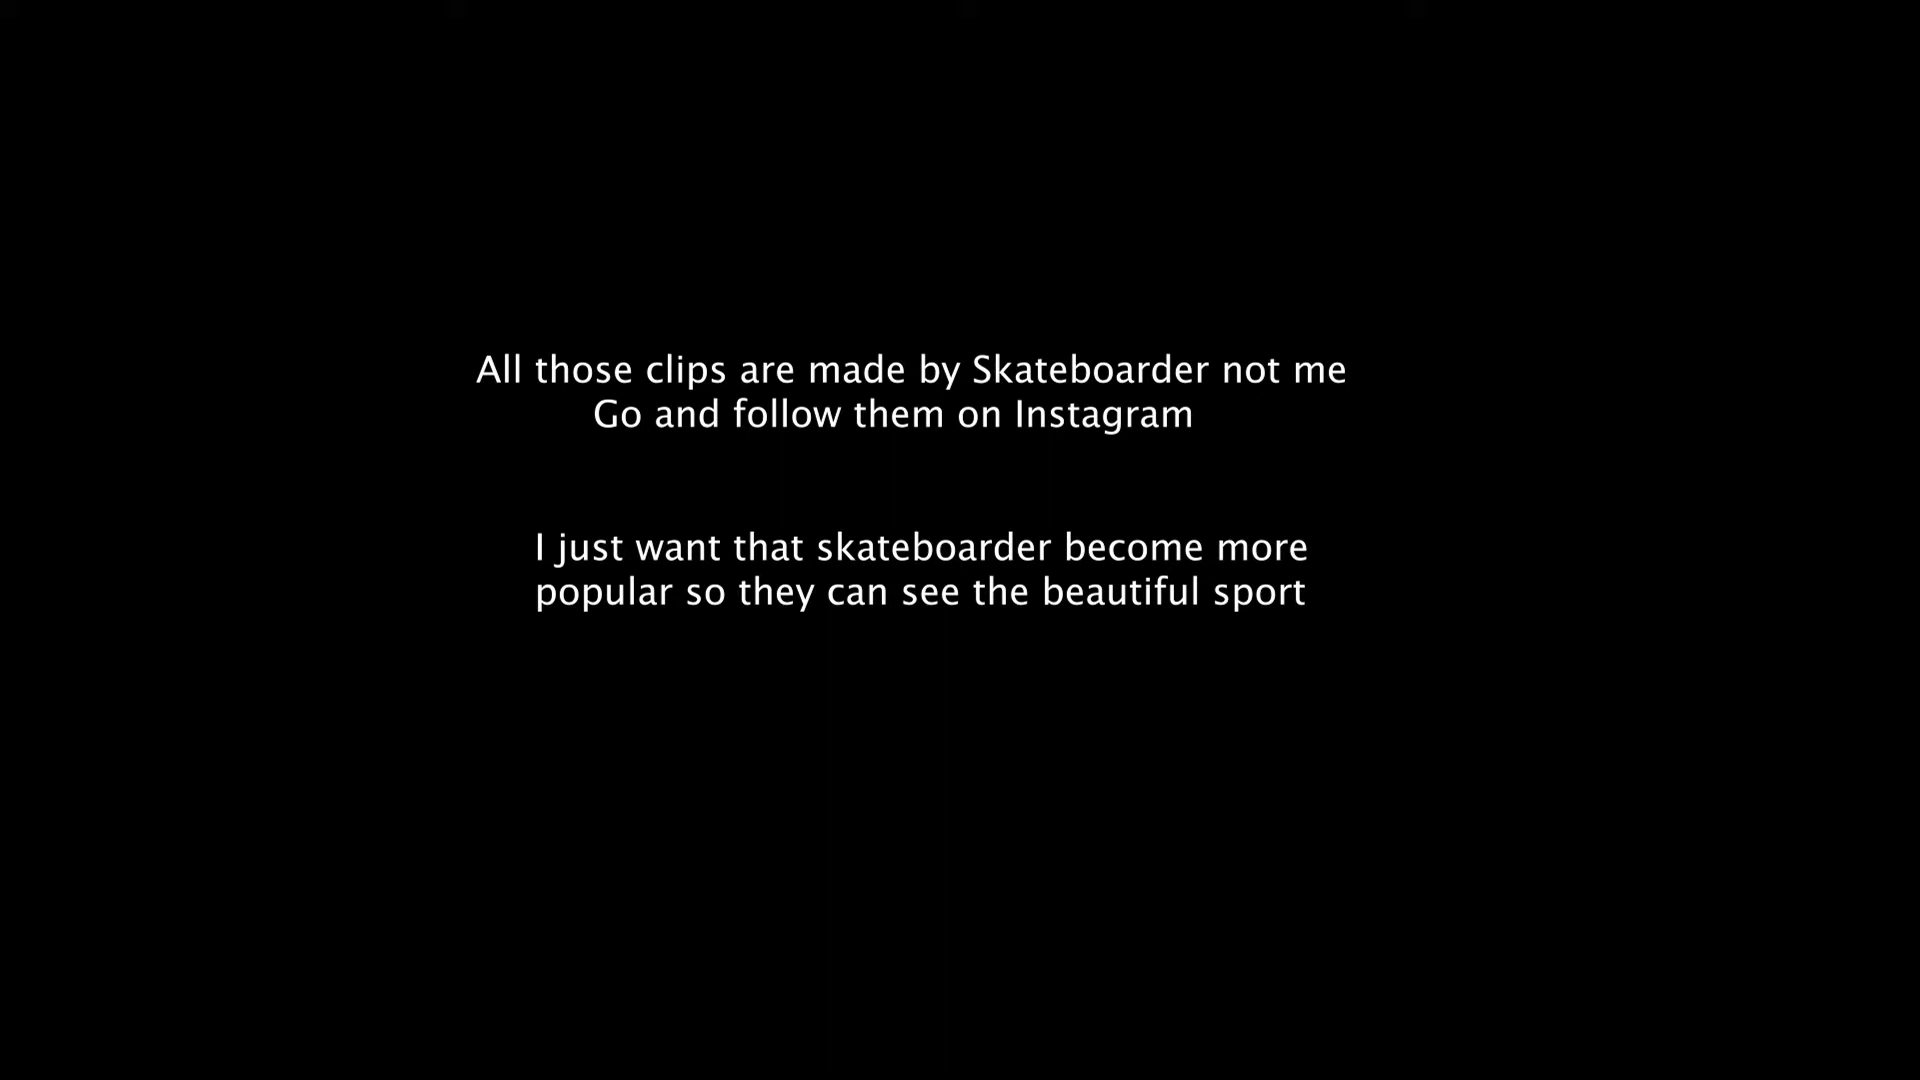 All those clips are made by Skateboarder not me
Go and follow them on Instagram
I just want that skateboarder become more
popular so they can see the beautiful sport